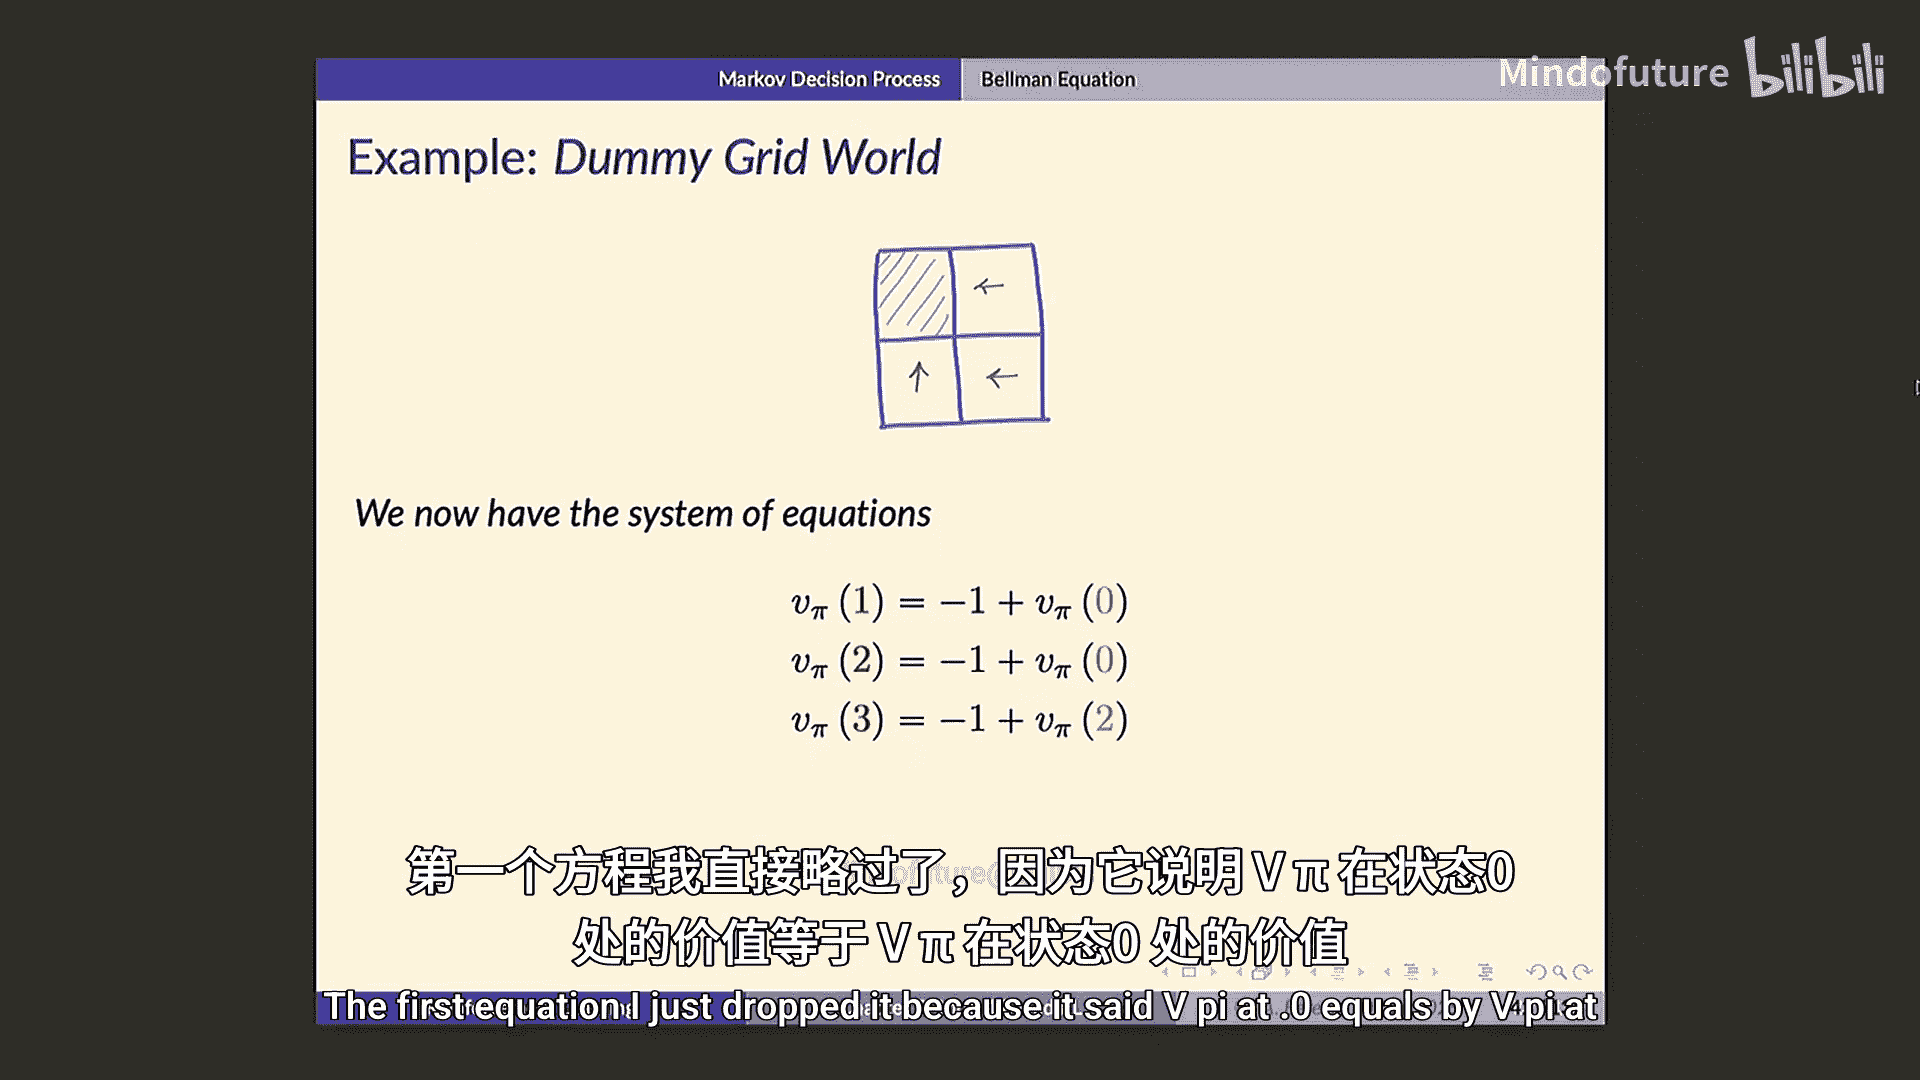 Mindofuture bilibili
Markov Decision Process Bellman Equation
Example: Dummy Grid World
We now have the system of equations
vπ (1) = −1 + vπ (0)
vπ (2) = −1 + vπ (0)
vπ (3) = −1 + vπ (2)
第一个方程我直接略过了，因为它说明 V π 在状态0
处的价值等于 V π 在状态0 处的价值
The first equation I just dropped it because it said V pi at .0 equals by V pi at